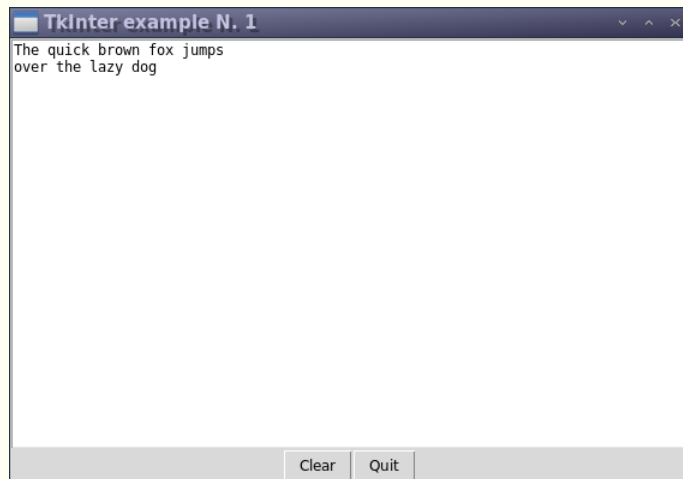 TkInter example N. 1
The quick brown fox jumps
over the lazy dog
Clear Quit